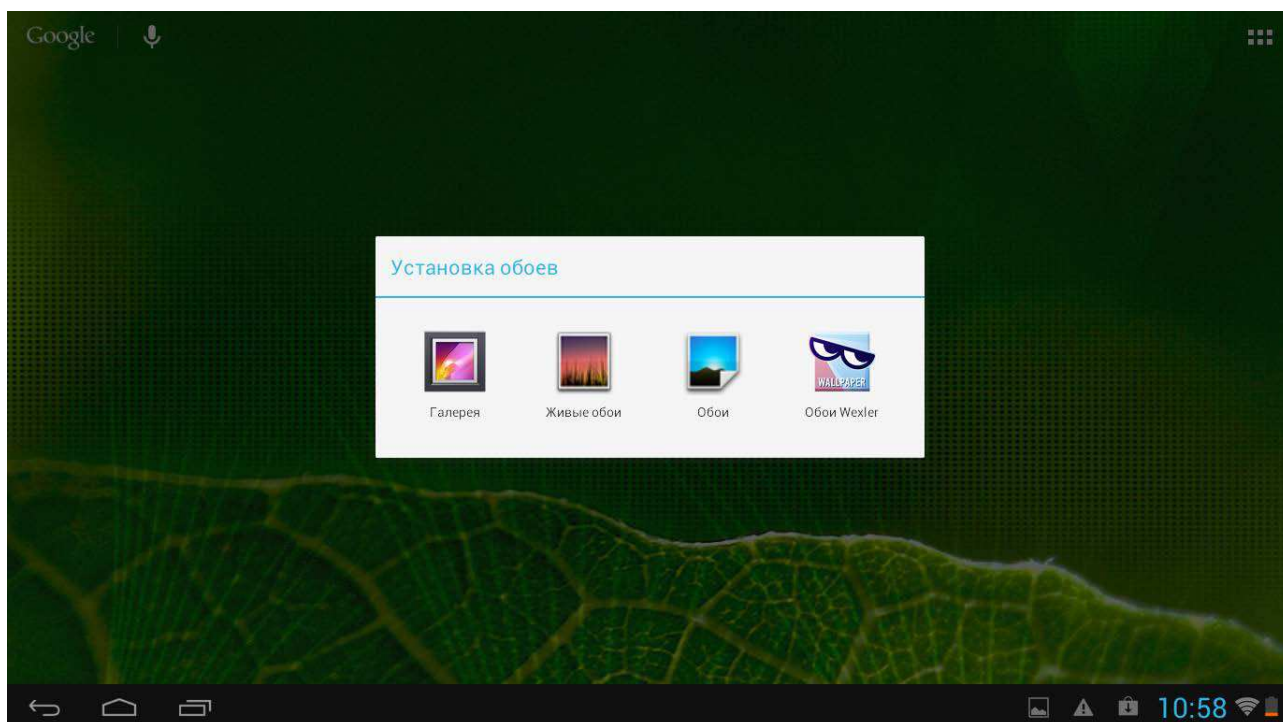 Google
Установка обоев
WALLPAPER
Галерея
Живые обои
Обои
Обои Wexler
10:58